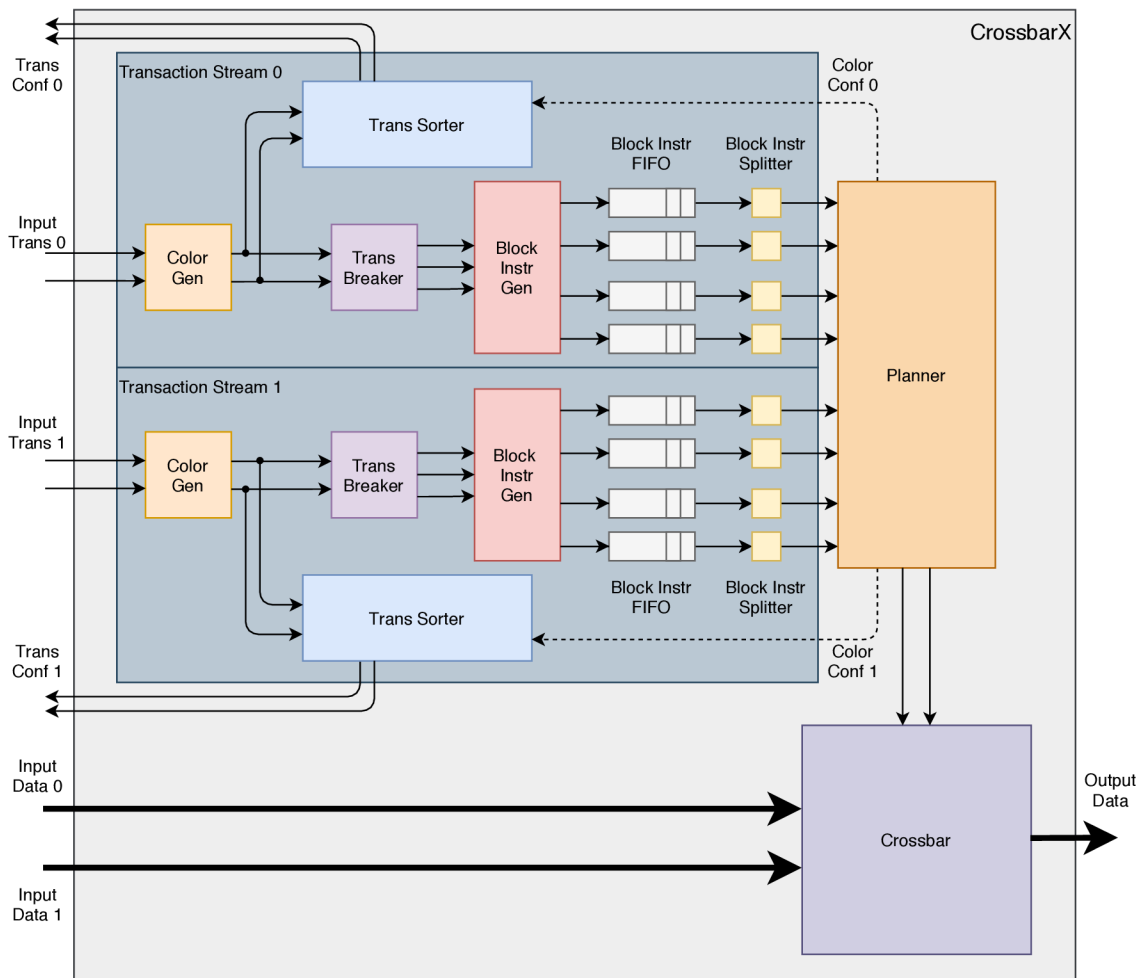 CrossbarX
Trans
Conf 0
Transaction Stream 0
Color
Conf 0
Trans Sorter
Block Instr
FIFO
Block Instr
Splitter
Input
Trans 0
Color
Gen
Trans
Breaker
Block
Instr
Gen
Planner
Transaction Stream 1
Input
Trans 1
Color
Gen
Trans
Breaker
Block
Instr
Gen
Block Instr
FIFO
Block Instr
Splitter
Trans Sorter
Trans
Conf 1
Color
Conf 1
Input
Data 0
Output
Data
Crossbar
Input
Data 1